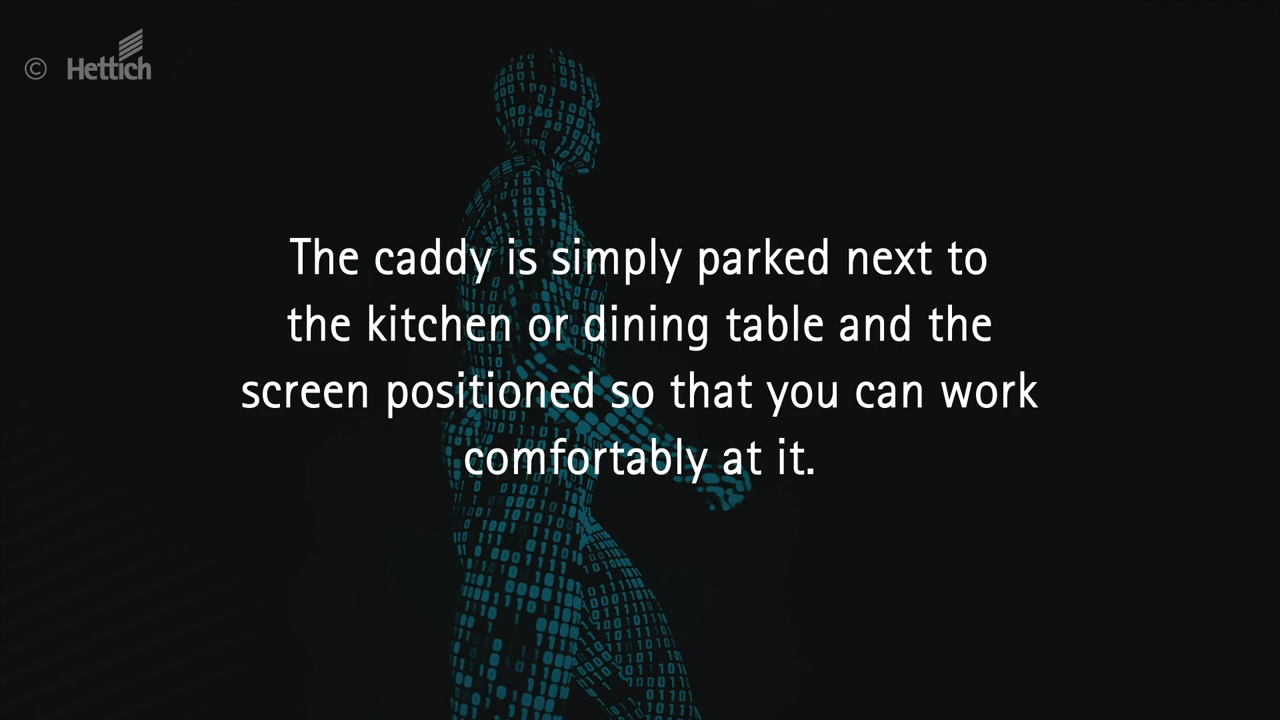 © Hettich
The caddy is simply parked next to
the kitchen or dining table and the
screen positioned so that you can work
comfortably at it.